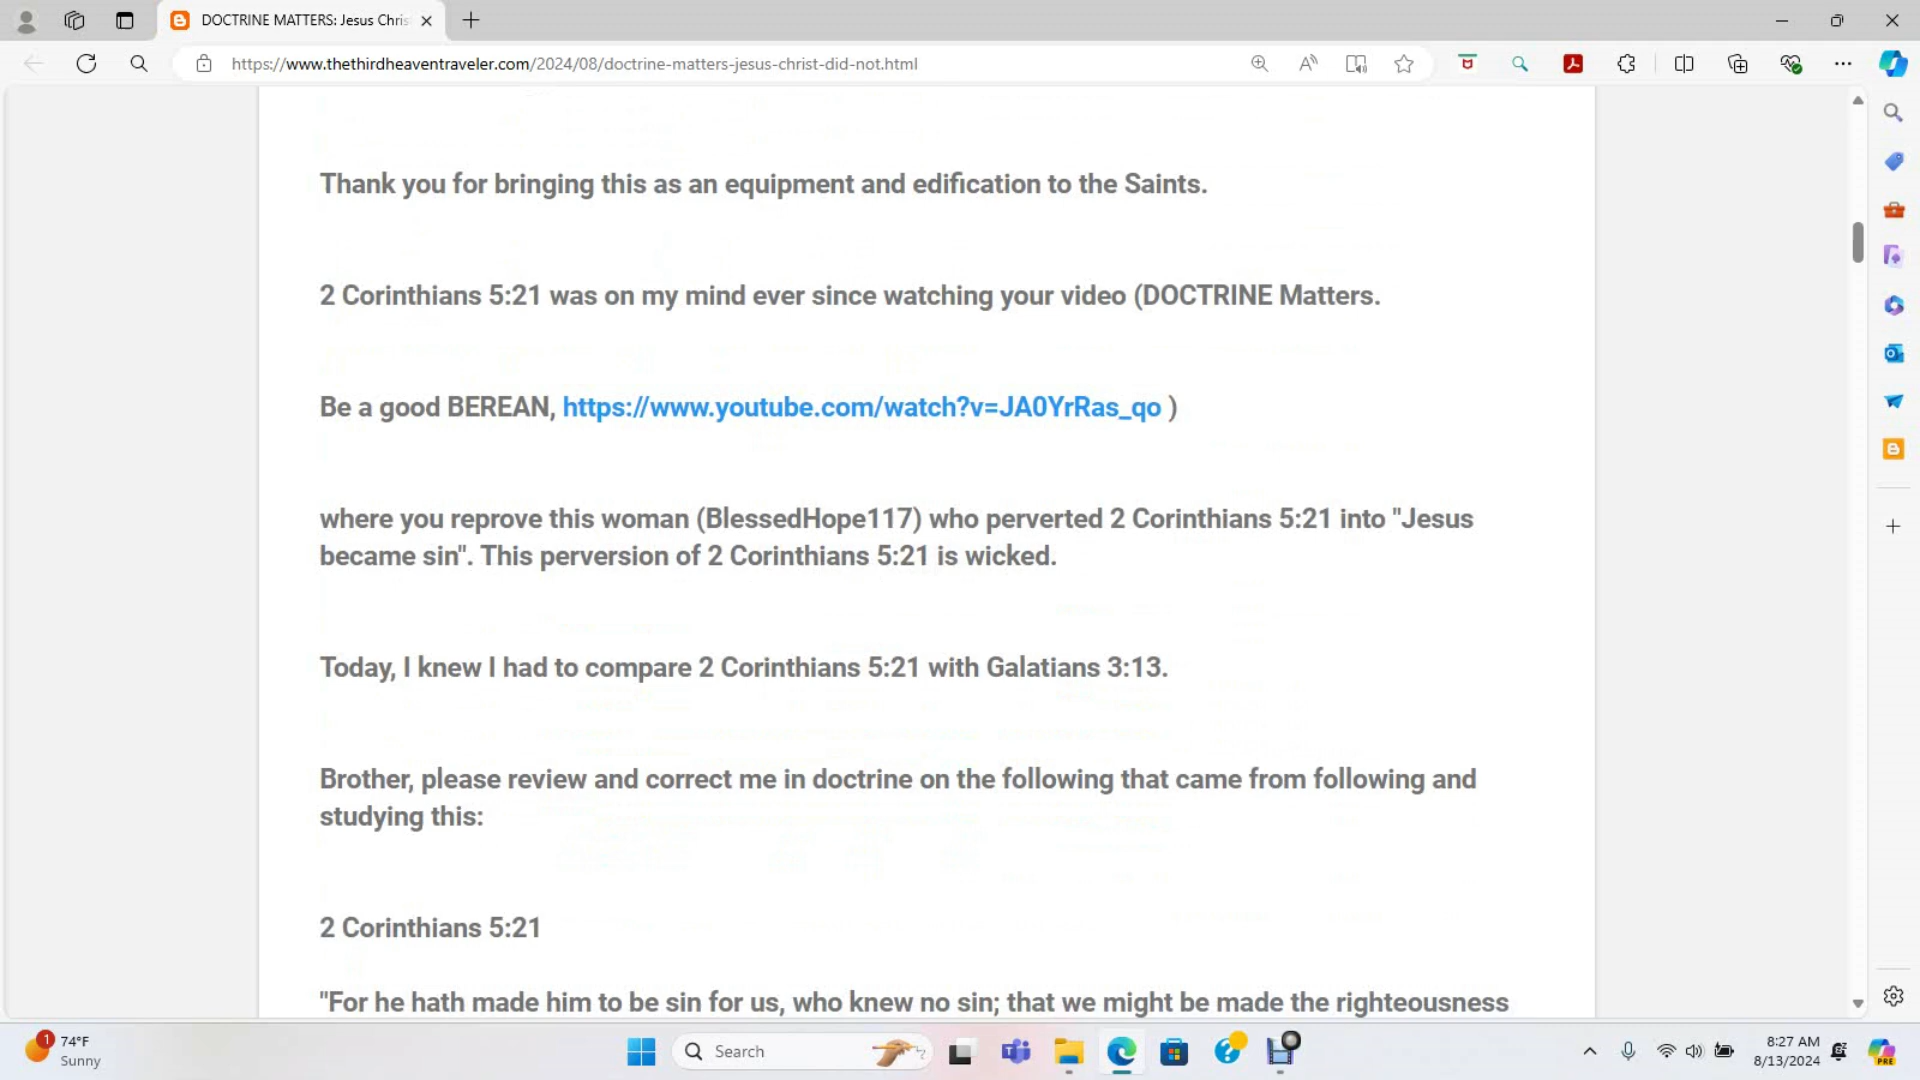 DOCTRINE MATTERS: Jesus Chris
https://www.thethirdheaventraveler.com/2024/08/doctrine-matters-jesus-christ-did-not.html
Thank you for bringing this as an equipment and edification to the Saints.
2 Corinthians 5:21 was on my mind ever since watching your video (DOCTRINE Matters.
Be a good BEREAN, https://www.youtube.com/watch?v=JA0YrRas_qo )
where you reprove this woman (BlessedHope117) who perverted 2 Corinthians 5:21 into "Jesus
became sin". This perversion of 2 Corinthians 5:21 is wicked.
Today, I knew I had to compare 2 Corinthians 5:21 with Galatians 3:13.
Brother, please review and correct me in doctrine on the following that came from following and
studying this:
2 Corinthians 5:21
"For he hath made him to be sin for us, who knew no sin; that we might be made the righteousness
1
74°F
Sunny
Search
8:27 AM
8/13/2024
PRE